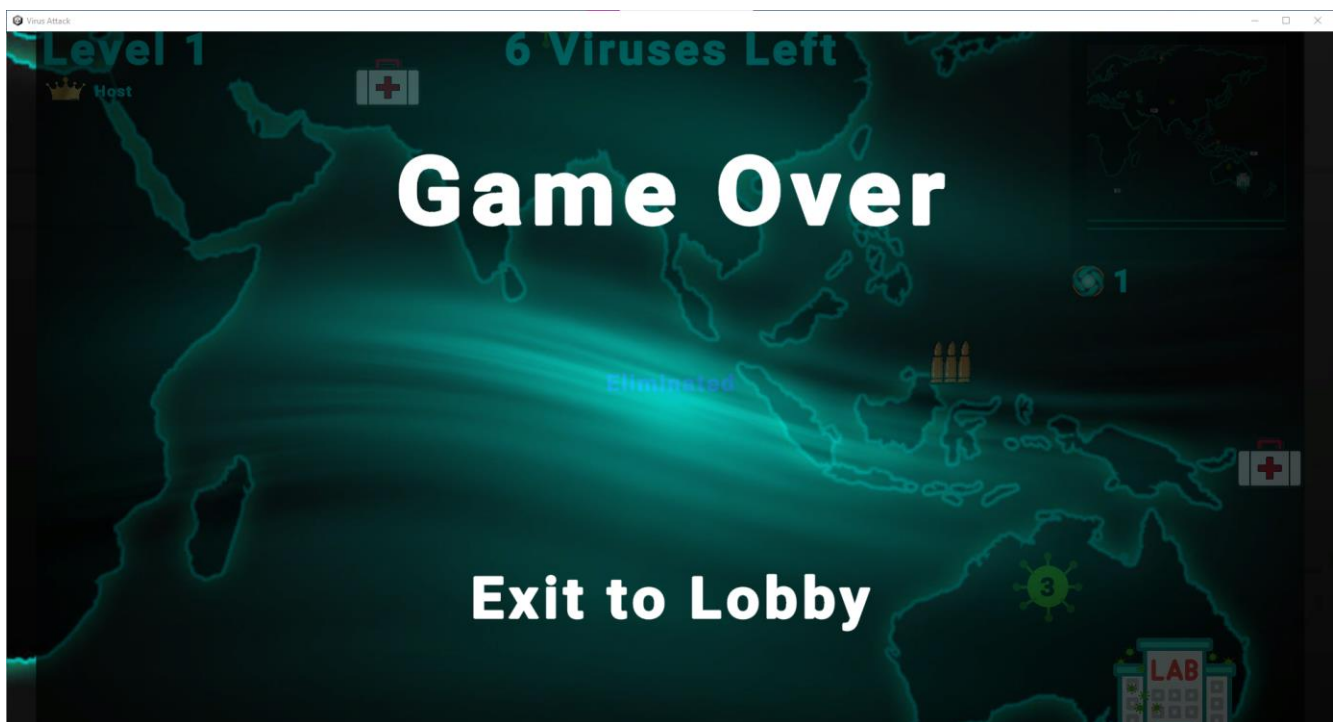 Virus Attack
Level 1
6 Viruses Left
Host
Game Over
1
Eliminated
Exit to Lobby
3
LAB